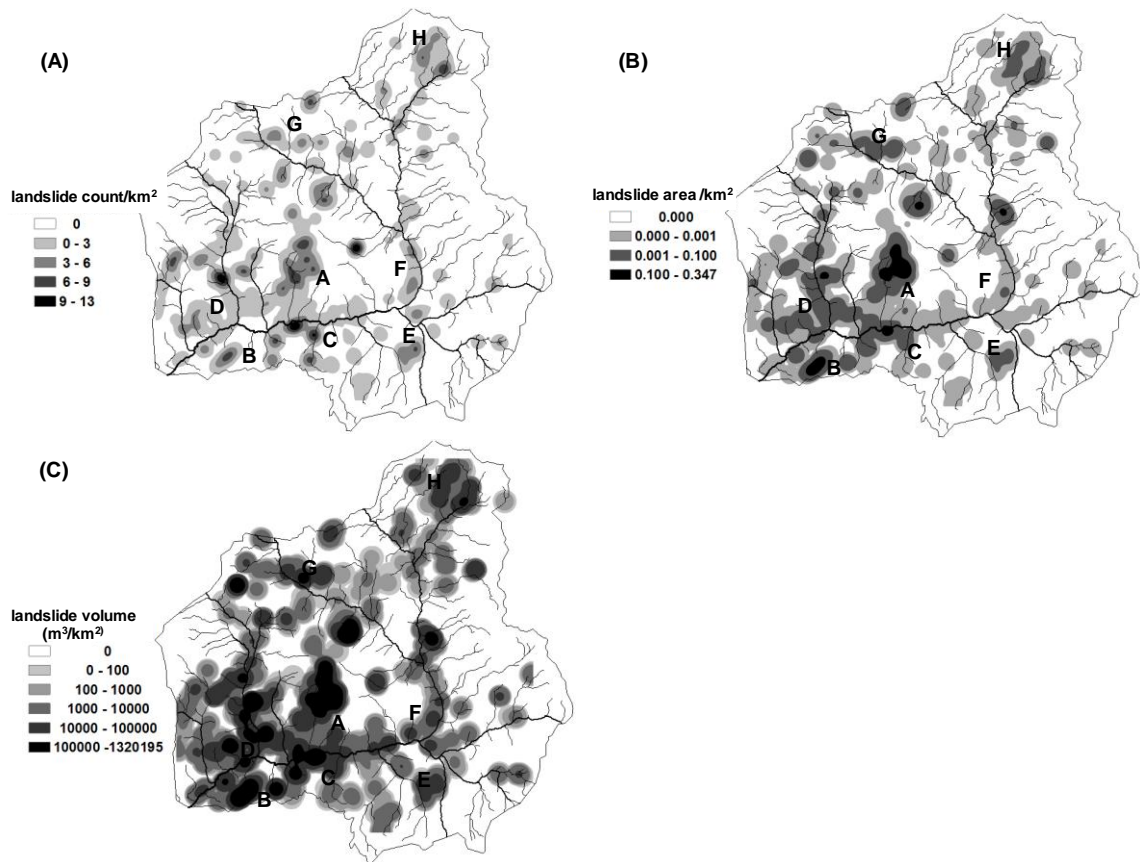 (A)
H
G
landslide count/km2
0
0 - 3
3 - 6
6 - 9
9 - 13
A
F
D
C
E
B
(B)
H
G
landslide area /km2
0.000
0.000 - 0.001
0.001 - 0.100
0.100 - 0.347
A
F
D
C
E
B
(C)
H
G
landslide volume
(m3/km2)
0
0 - 100
100 - 1000
1000 - 10000
10000 - 100000
100000 -1320195
A
F
D
C
E
B